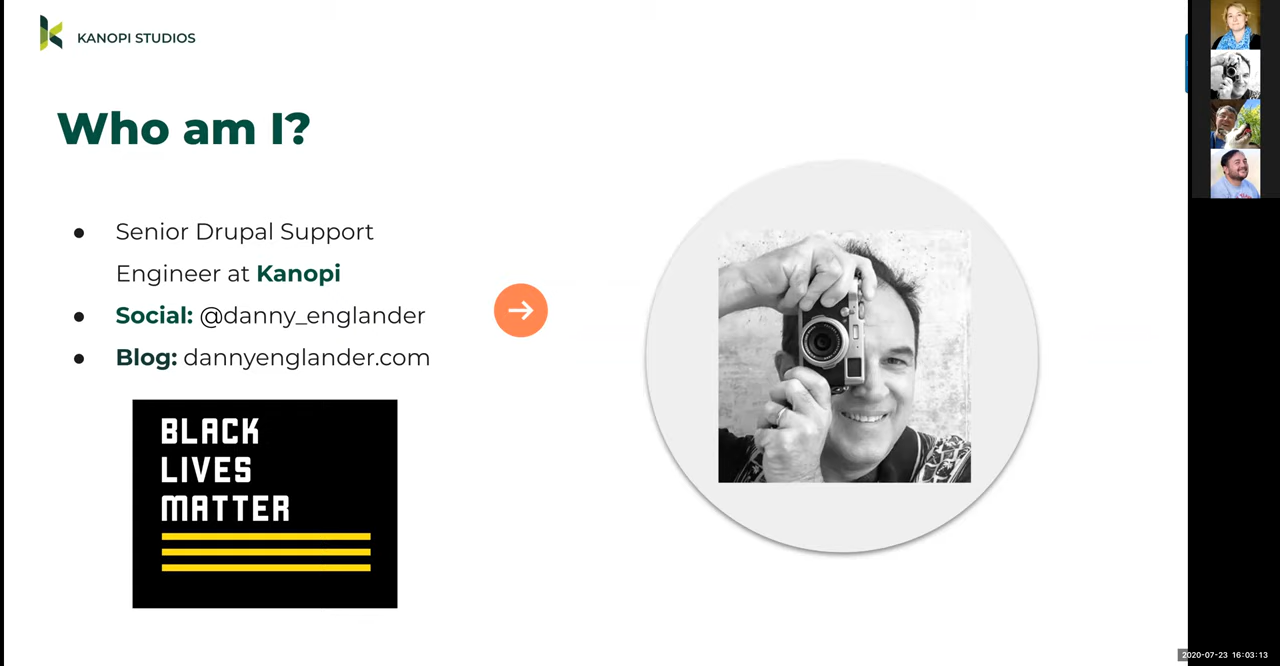 KANOPI STUDIOS
Who am I?
● Senior Drupal Support
Engineer at Kanopi
● Social: @danny_englander
● Blog: dannyenglander.com
BLACK
LIVES
MATTER
2020-07-23 16:03:13